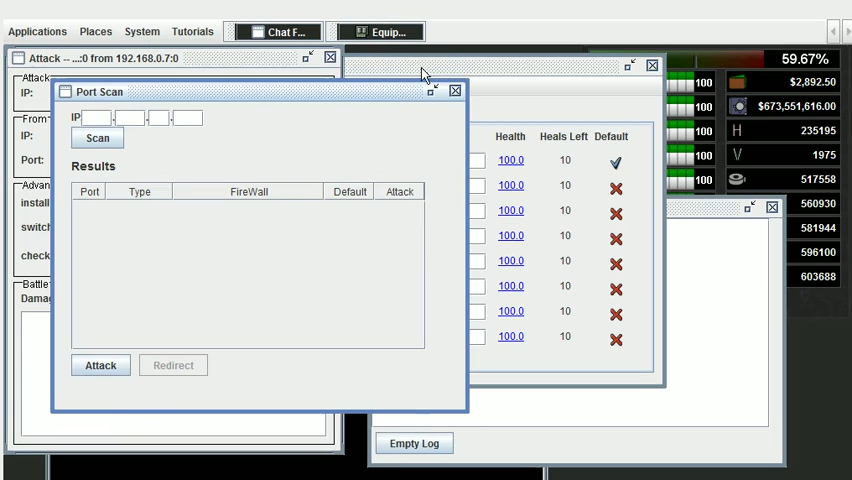 Applications Places System Tutorials Chat F... Equip...
Attack -- ...:0 from 192.168.0.7:0
59.67%
Attack
IP:
Port Scan
IP . . .
Scan
Results
Port Type FireWall Default Attack
Attack Redirect
From
IP:
Port:
Advan
install
switch
check
Battle
Damag
Health Heals Left Default
100.0 10
100.0 10
100.0 10
100.0 10
100.0 10
100.0 10
100.0 10
100.0 10
Empty Log
100 $2,892.50
100 $673,551,616.00
100 H 235195
100 V 1975
100 517558
560930
581944
596100
603688